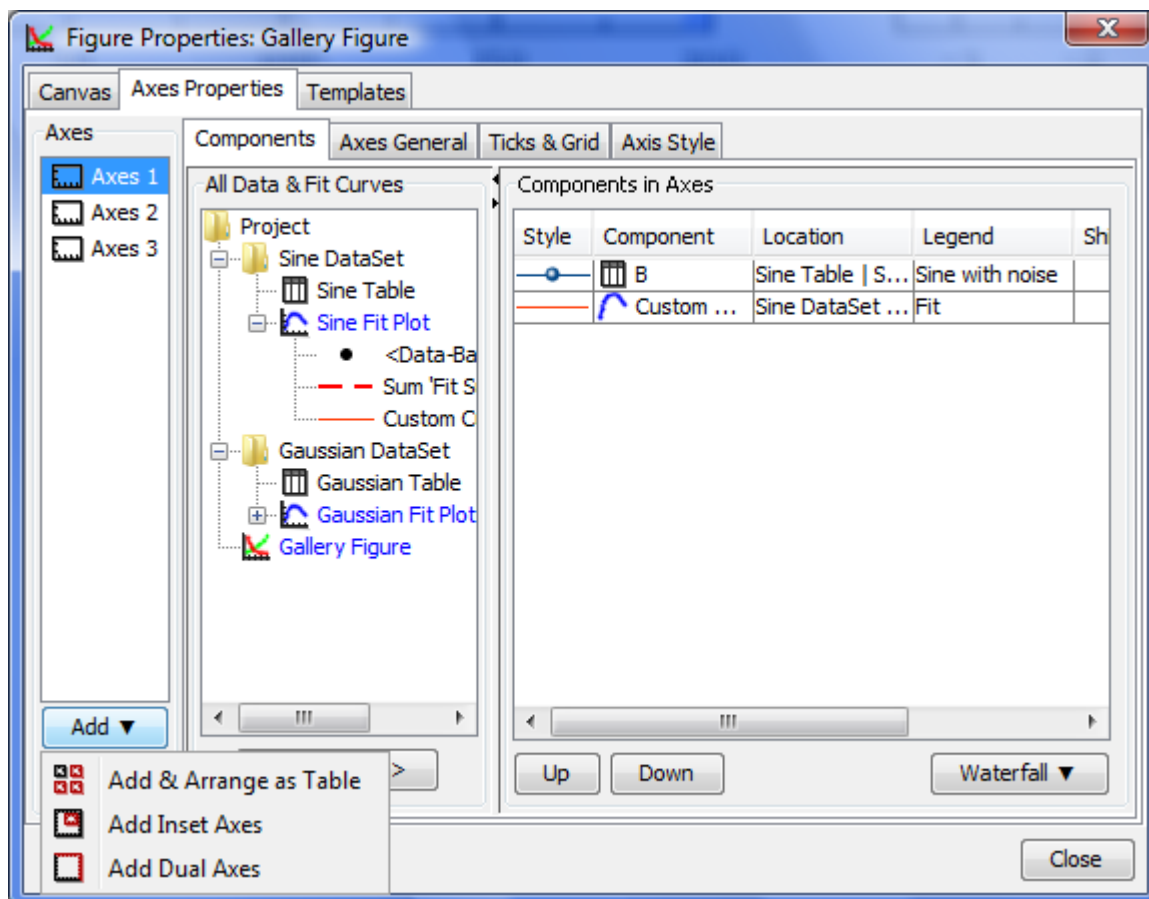 Figure Properties: Gallery Figure
Canvas
Axes Properties
Templates
Axes
Axes 1
Axes 2
Axes 3
Add ▼
Add & Arrange as Table
Add Inset Axes
Add Dual Axes
Components
Axes General
Ticks & Grid
Axis Style
All Data & Fit Curves
Project
Sine DataSet
Sine Table
Sine Fit Plot
<Data-Ba
Sum 'Fit S
Custom C
Gaussian DataSet
Gaussian Table
Gaussian Fit Plot
Gallery Figure
>
Components in Axes
Style Component Location Legend Shi
B Sine Table | S... Sine with noise
Custom ... Sine DataSet ... Fit
Up
Down
Waterfall ▼
Close